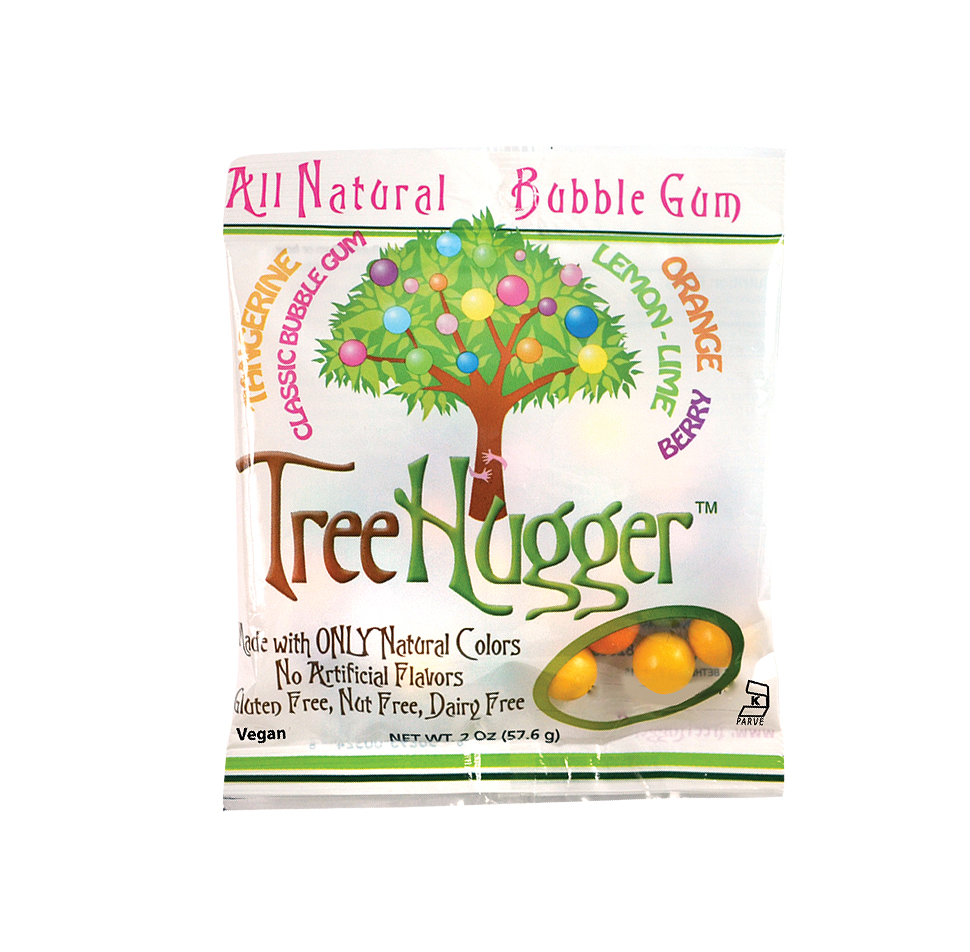 All Natural Bubble Gum
TANGERINE
CLASSIC BUBBLE GUM
LEMON - LIME
ORANGE
BERRY
TreeHugger™
Made with ONLY Natural Colors
No Artificial Flavors
Gluten Free, Nut Free, Dairy Free
Vegan
NET WT. 2 Oz (57.6 g)
K
PARVE